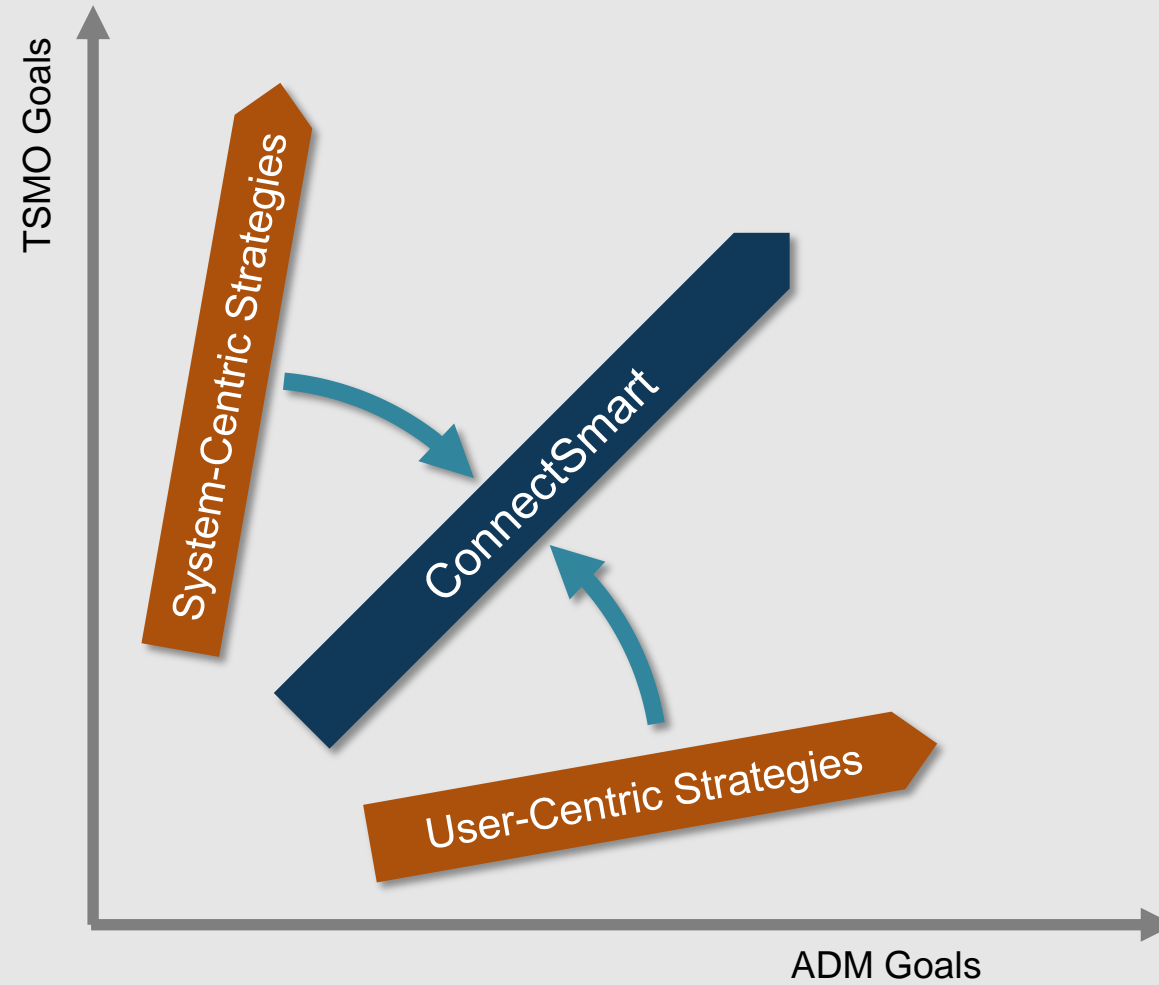 TSMO Goals
System-Centric Strategies
ConnectSmart
User-Centric Strategies
ADM Goals